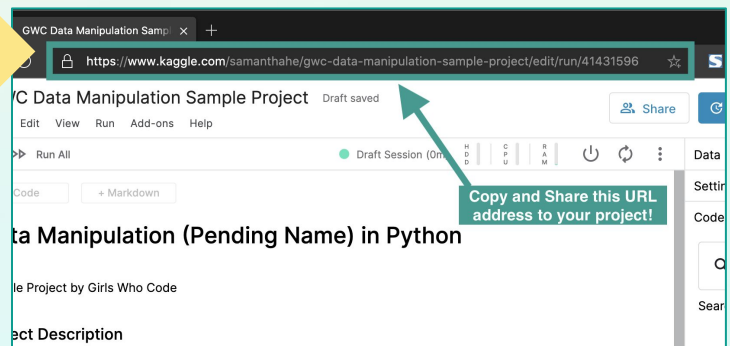 GWC Data Manipulation Sampl
https://www.kaggle.com/samanthahe/gwc-data-manipulation-sample-project/edit/run/41431596
/C Data Manipulation Sample Project Draft saved
Share
Edit View Run Add-ons Help
Run All
Draft Session (0m
HDD
CPU
RAM
Data
Code
+ Markdown
Settin
Copy and Share this URL
address to your project!
Code
ta Manipulation (Pending Name) in Python
le Project by Girls Who Code
Sear
ect Description